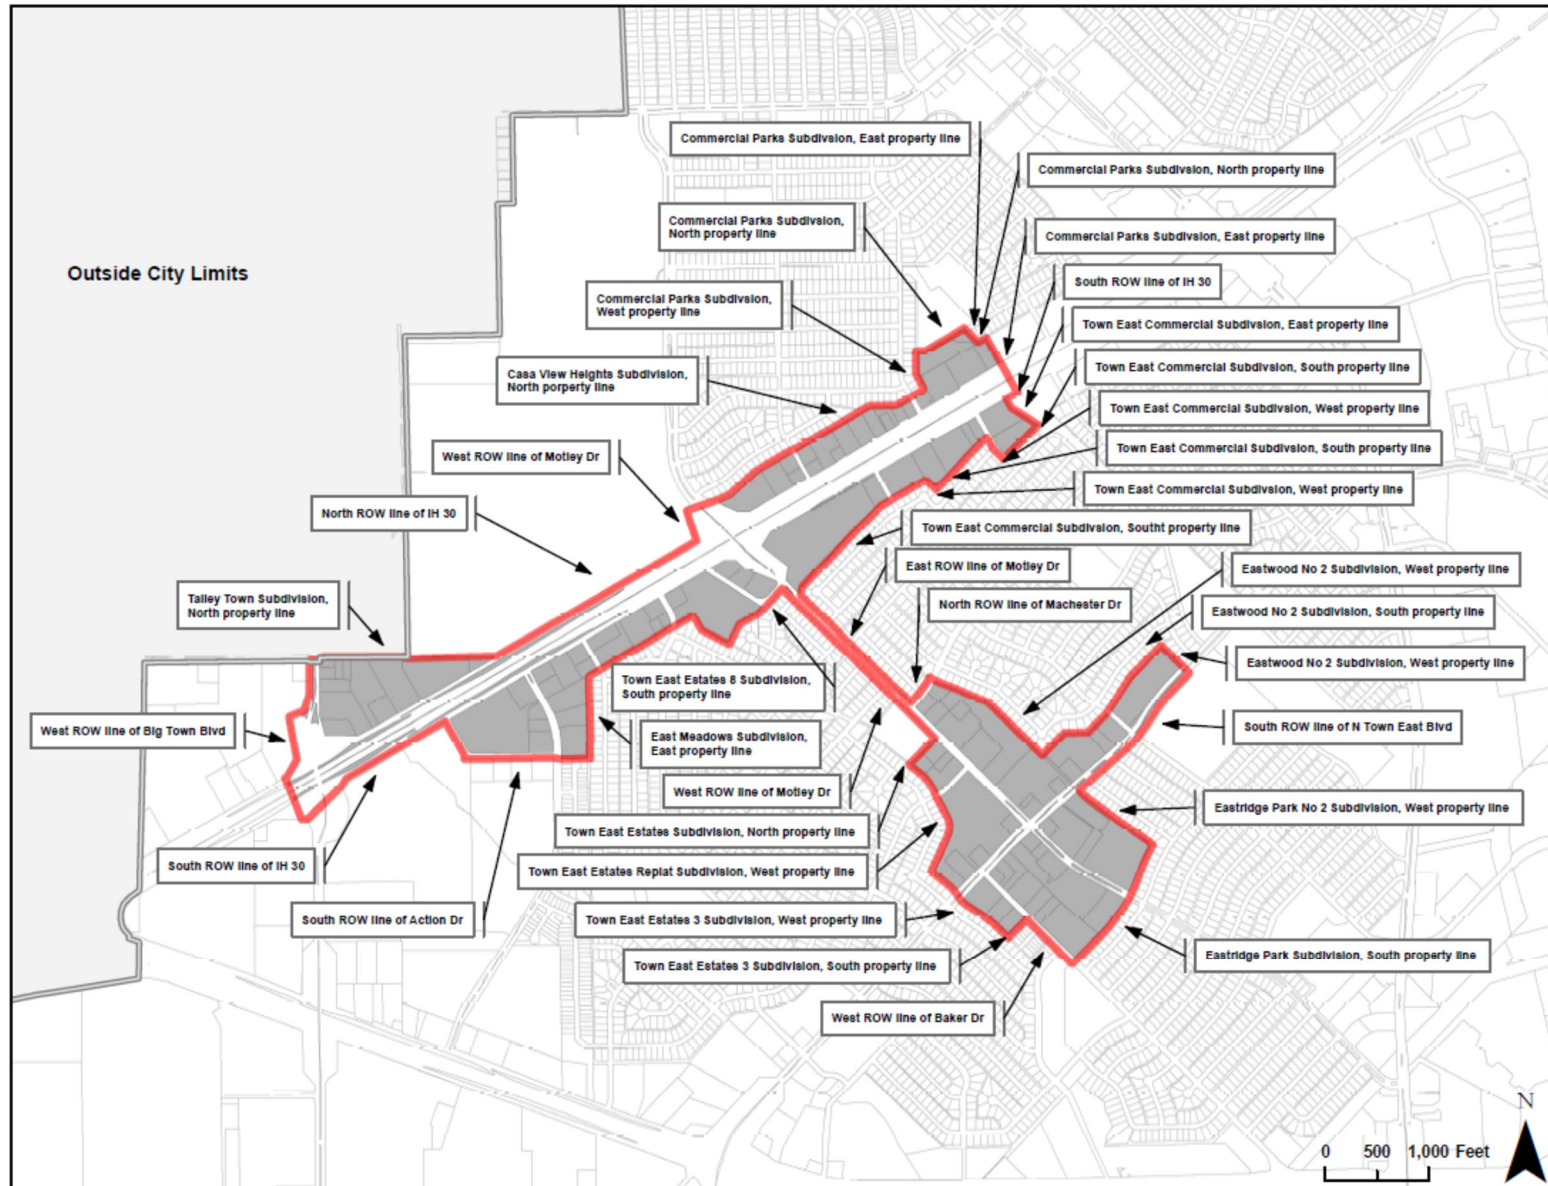 Commercial Parks Subdivsion, East property line
Commercial Parks Subdivsion, North property line
Commercial Parks Subdivsion,
North property line
Commercial Parks Subdivsion, East property line
Outside City Limits
South ROW line of IH 30
Commercial Parks Subdivsion,
West property line
Town East Commercial Subdivsion, East property line
Casa View Heights Subdivision,
North porperty line
Town East Commercial Subdivsion, South property line
Town East Commercial Subdivsion, West property line
West ROW line of Motley Dr
Town East Commercial Subdivsion, South property line
Town East Commercial Subdivsion, West property line
North ROW line of IH 30
Town East Commercial Subdivsion, Southt property line
East ROW line of Motley Dr
Eastwood No 2 Subdivision, West property line
Talley Town Subdivision,
North property line
North ROW line of Machester Dr
Eastwood No 2 Subdivision, South property line
Eastwood No 2 Subdivision, West property line
Town East Estates 8 Subdivision,
South property line
West ROW line of Big Town Blvd
East Meadows Subdivision,
East property line
South ROW line of N Town East Blvd
West ROW line of Motley Dr
Eastridge Park No 2 Subdivision, West property line
Town East Estates Subdivision, North property line
South ROW line of IH 30
Town East Estates Replat Subdivision, West property line
South ROW line of Action Dr
Town East Estates 3 Subdivision, West property line
Town East Estates 3 Subdivision, South property line
Eastridge Park Subdivision, South property line
West ROW line of Baker Dr
N
0 500 1,000 Feet